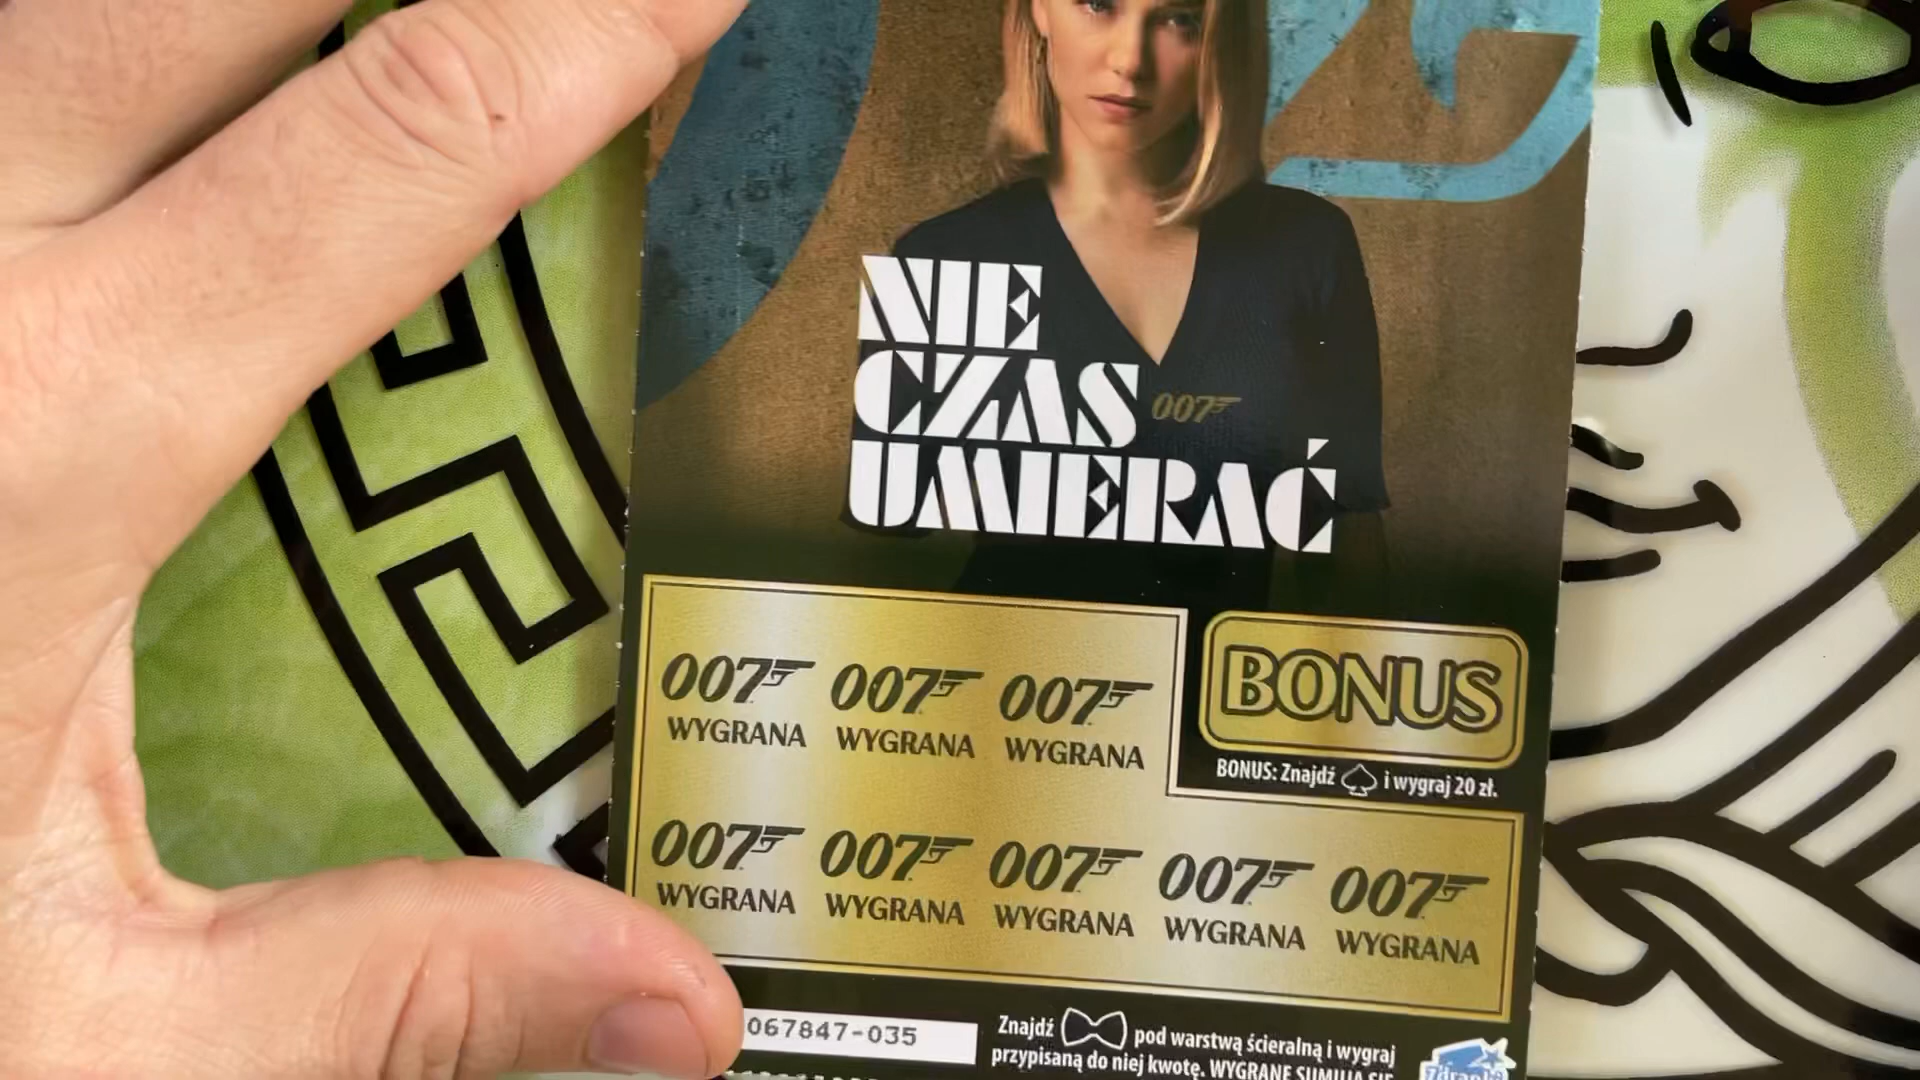 NIE
CZAS 007
UMIERAĆ
007 007 007
WYGRANA WYGRANA WYGRANA
BONUS
BONUS: Znajdź i wygraj 20 zł.
007 007 007 007 007
WYGRANA WYGRANA WYGRANA WYGRANA WYGRANA
067847-035
Znajdź pod warstwą ścieralną i wygraj
przypisaną do niej kwotę. WYGRANE SUMUJĄ SIĘ
Zdrapka